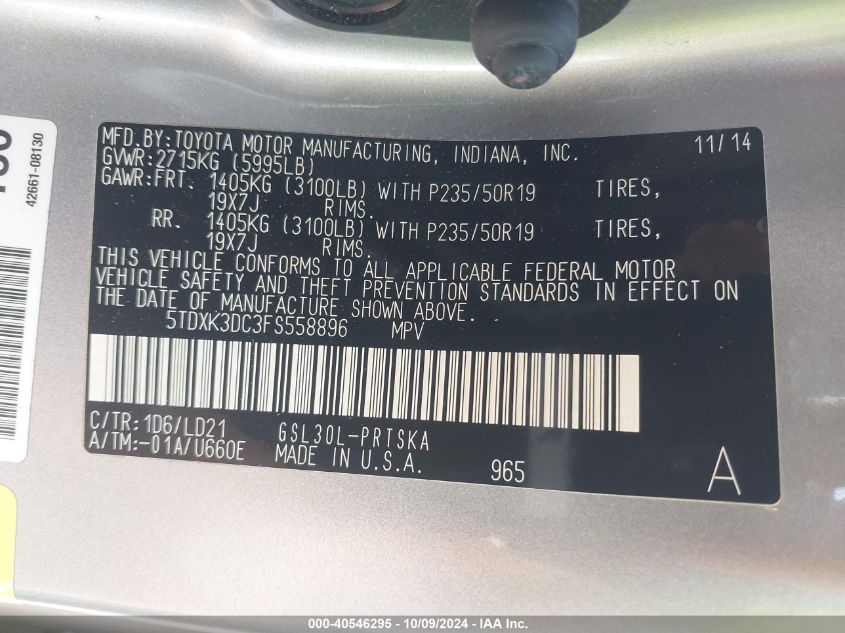 MFD.BY:TOYOTA MOTOR MANUFACTURING, INDIANA, INC. 11/14
GVWR:2715KG (5995LB)
GAWR:FRT. 1405KG (3100LB) WITH P235/50R19 TIRES,
19X7J RIMS.
RR. 1405KG (3100LB) WITH P235/50R19 TIRES,
19X7J RIMS.
THIS VEHICLE CONFORMS TO ALL APPLICABLE FEDERAL MOTOR
VEHICLE SAFETY AND THEFT PREVENTION STANDARDS IN EFFECT ON
THE DATE OF MANUFACTURE SHOWN ABOVE.
5TDXK3DC3FS558896 MPV
C/TR:1D6/LD21 GSL30L-PRTSKA
A/TM:-01A/U660E MADE IN U.S.A. 965 A
42661-08130
000-40546295 - 10/09/2024 - IAA Inc.